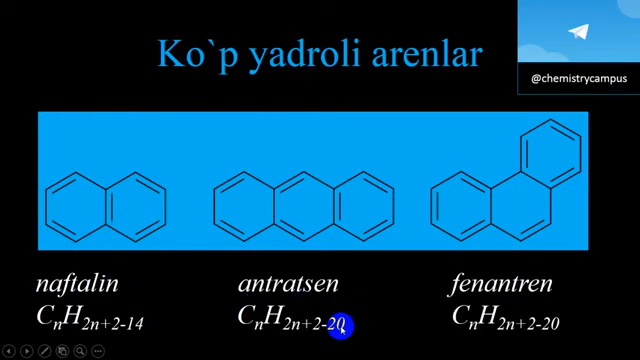 Ko`p yadroli arenlar
@chemistrycampus
naftalin
antratsen
fenantren
CnH2n+2-14
CnH2n+2-20
CnH2n+2-20